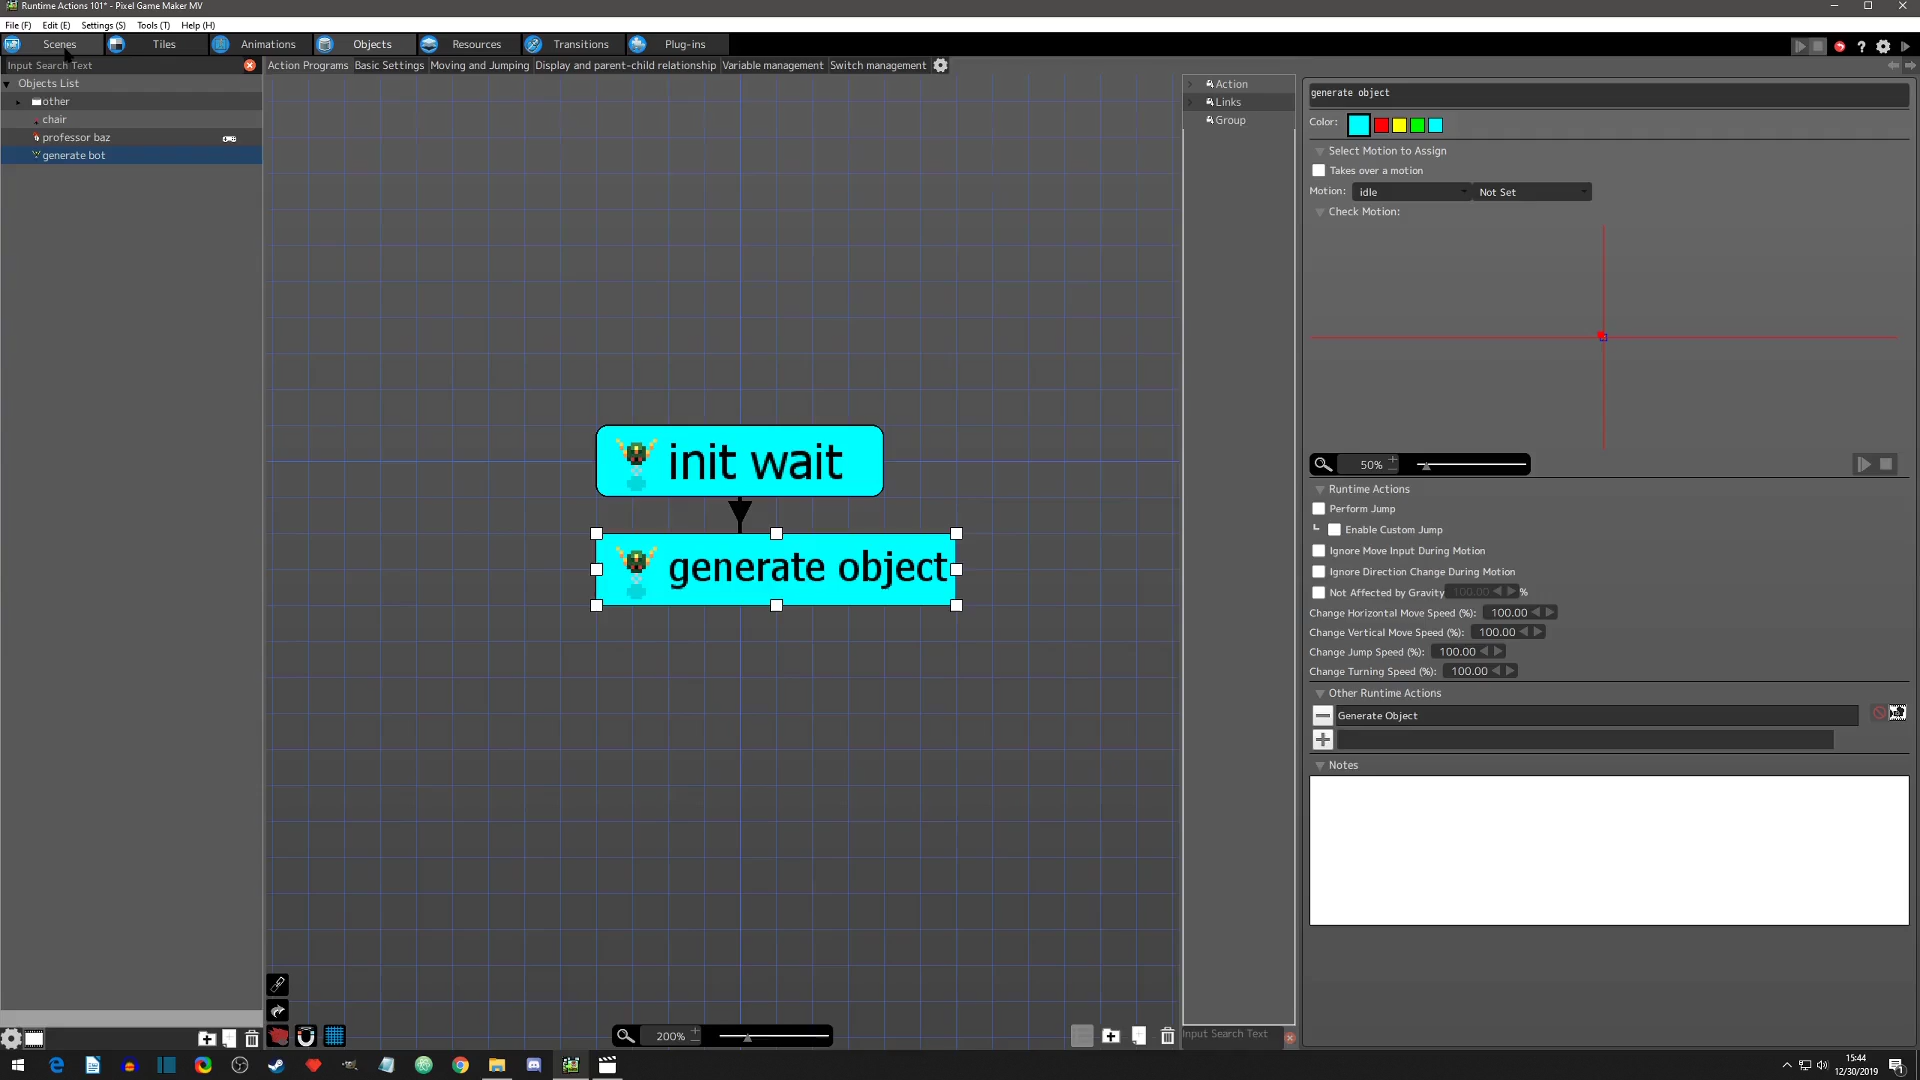 Runtime Actions 101* - Pixel Game Maker MV
File (F) Edit (E) Settings (S) Tools (T) Help (H)
Scenes Tiles Animations Objects Resources Transitions Plug-ins
Input Search Text
Action Programs Basic Settings Moving and Jumping Display and parent-child relationship Variable management Switch management
Objects List
other
chair
professor baz
generate bot
init wait
generate object
200%
Action
Links
Group
Input Search Text
generate object
Color:
Select Motion to Assign
Takes over a motion
Motion: idle Not Set
Check Motion:
50%
Runtime Actions
Perform Jump
Enable Custom Jump
Ignore Move Input During Motion
Ignore Direction Change During Motion
Not Affected by Gravity 100.00 %
Change Horizontal Move Speed (%): 100.00
Change Vertical Move Speed (%): 100.00
Change Jump Speed (%): 100.00
Change Turning Speed (%): 100.00
Other Runtime Actions
Generate Object
Notes
15:44
12/30/2019